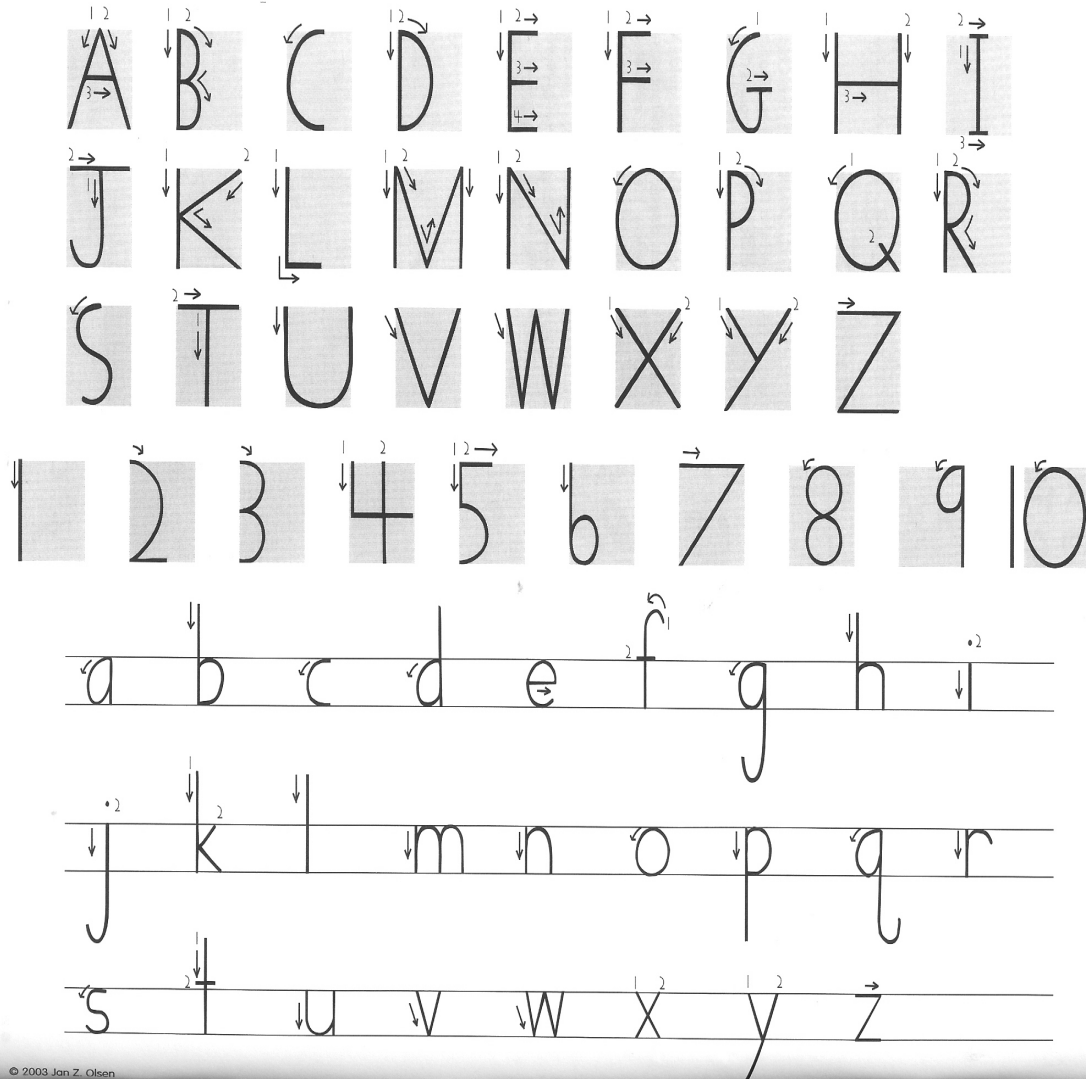 A B C D E F G H I
J K L M N O P Q R
S T U V W X Y Z
1 2 3 4 5 6 7 8 9 10
a b c d e f g h i
j k l m n o p q r
s t u v w x y z
© 2003 Jan Z. Olsen